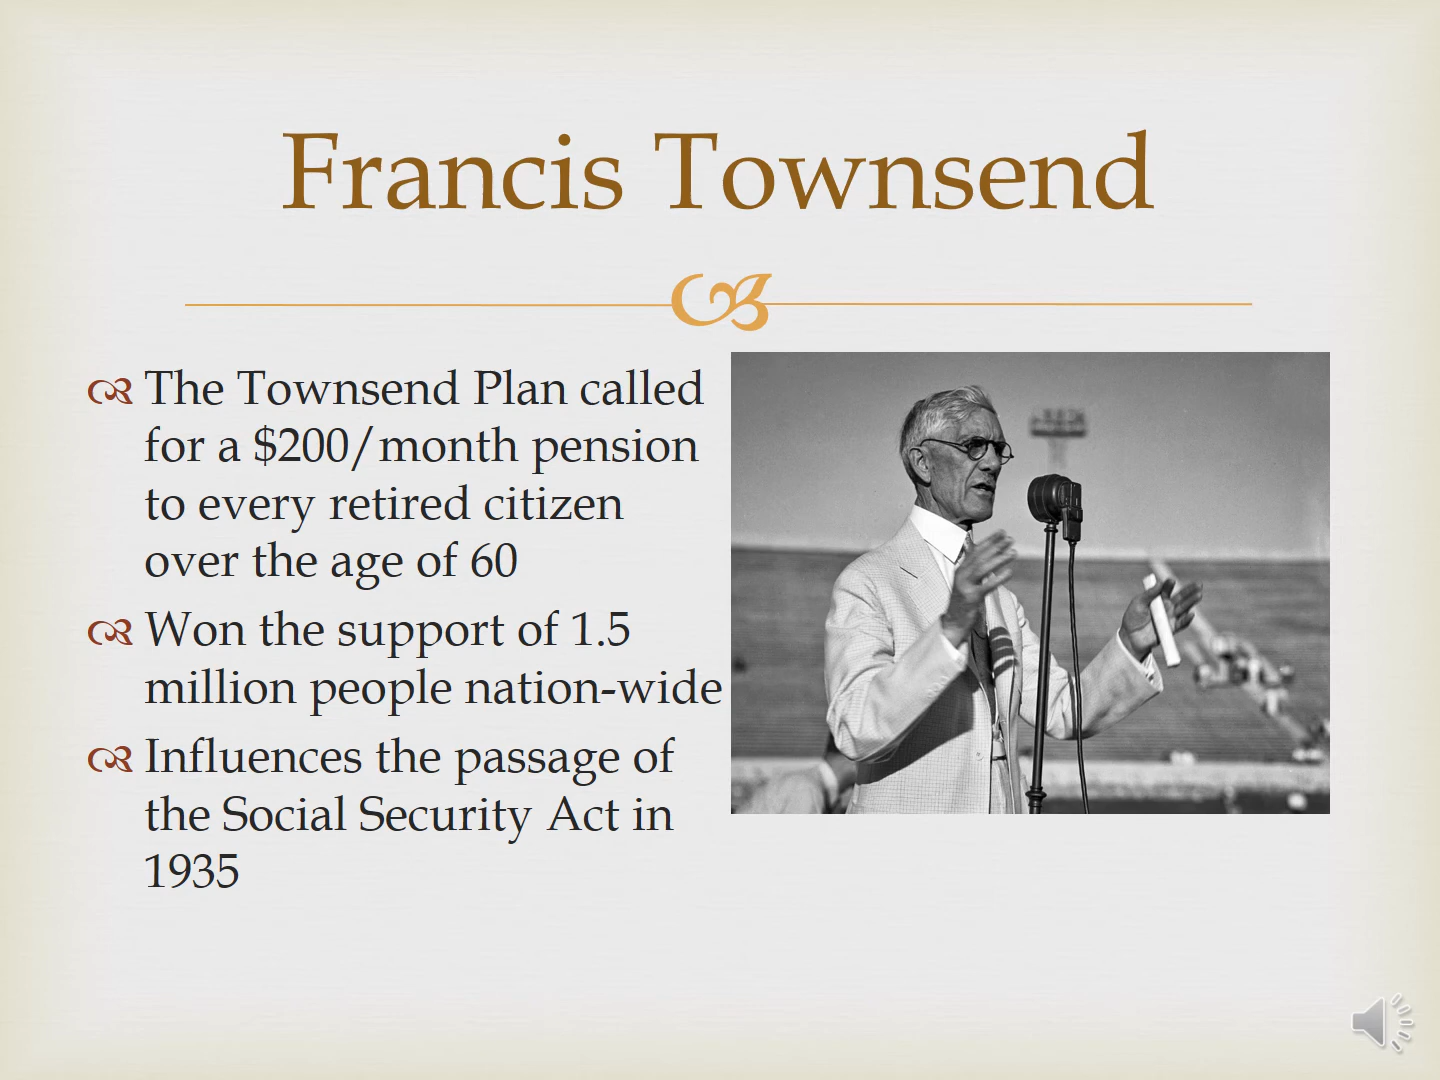 Francis Townsend
The Townsend Plan called
for a $200/month pension
to every retired citizen
over the age of 60
Won the support of 1.5
million people nation-wide
Influences the passage of
the Social Security Act in
1935